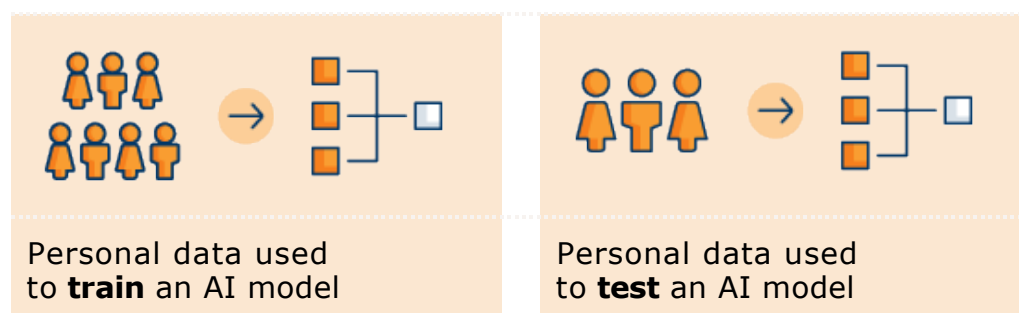 Personal data used
to train an AI model
Personal data used
to test an AI model